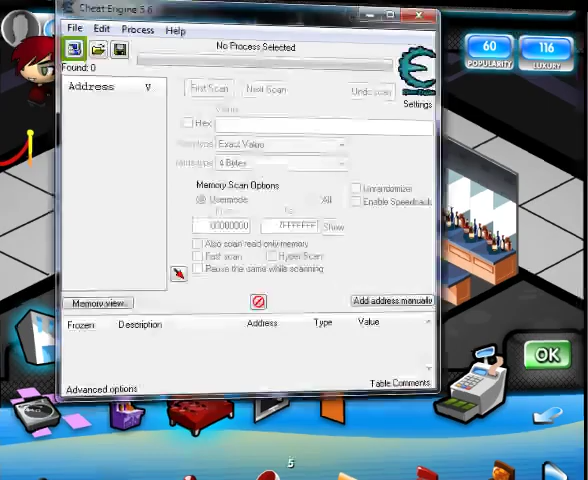 Cheat Engine 5.6
File Edit Process Help
No Process Selected
60
POPULARITY
116
LUXURY
Found: 0
Address V
First Scan Next Scan Undo scan
Settings
Value
Hex
Exact Value
4 Bytes
Memory Scan Options
Unrandomizer
Usermode All
Enable Speedhack
00000000 7FFFFFFF Show
Also scan read-only memory
Fast scan Hyper Scan
Pause the game while scanning
Memory view Add address manually
Frozen Description Address Type Value
OK
Advanced options Table Comments
5